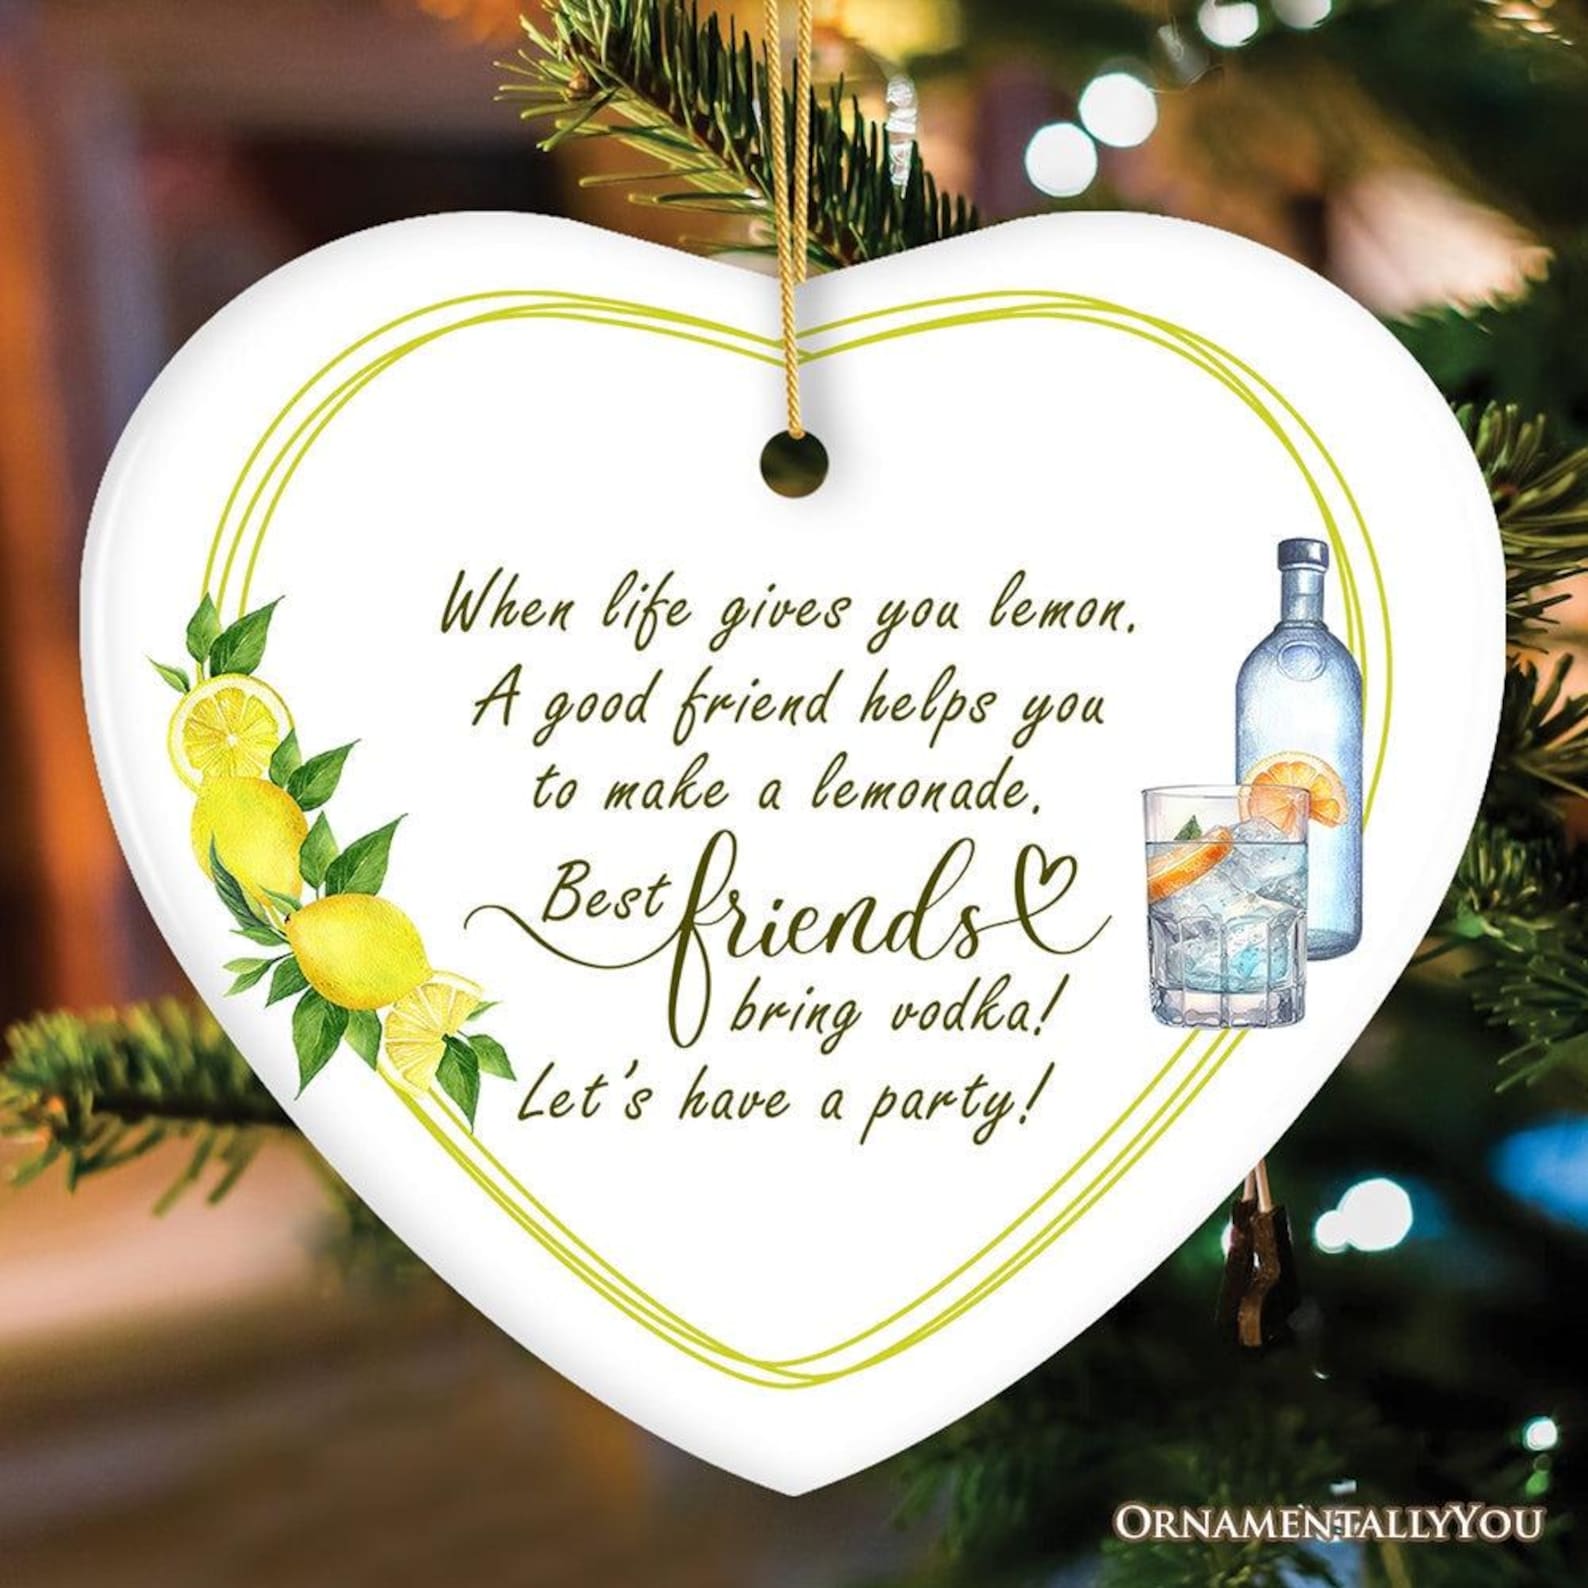 When life gives you lemon.
A good friend helps you
to make a lemonade.
Best friends
bring vodka!
Let's have a party!
OrnamentallyYou